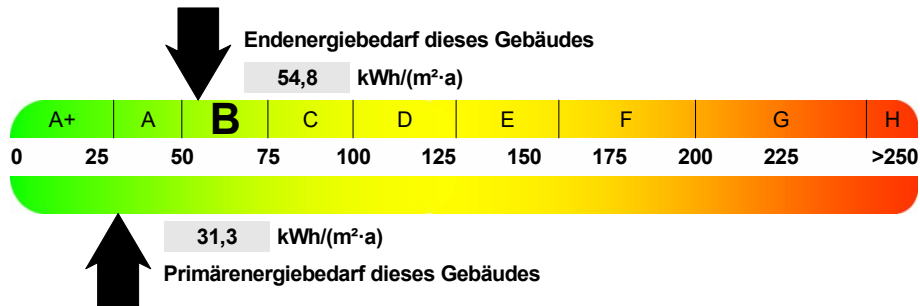 Endenergiebedarf dieses Gebäudes
54,8 kWh/(m²·a)
A+ A B C D E F G H
0 25 50 75 100 125 150 175 200 225 >250
31,3 kWh/(m²·a)
Primärenergiebedarf dieses Gebäudes